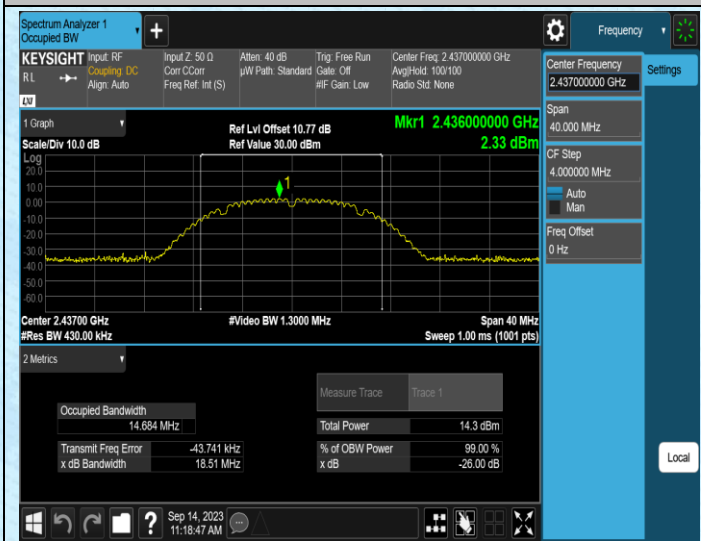 Spectrum Analyzer 1
Occupied BW
Frequency
KEYSIGHT
RL
LXI
Input: RF
Coupling: DC
Align: Auto
Input Z: 50 Ω
Corr CCorr
Freq Ref: Int (S)
Atten: 40 dB
µW Path: Standard
Trig: Free Run
Gate: Off
#IF Gain: Low
Center Freq: 2.437000000 GHz
Avg|Hold: 100/100
Radio Std: None
1 Graph
Scale/Div 10.0 dB
Ref Lvl Offset 10.77 dB
Ref Value 30.00 dBm
Mkr1 2.436000000 GHz
2.33 dBm
Log
20.0
10.0
0.00
-10.0
-20.0
-30.0
-40.0
-50.0
-60.0
1
Center 2.43700 GHz
#Res BW 430.00 kHz
#Video BW 1.3000 MHz
Span 40 MHz
Sweep 1.00 ms (1001 pts)
2 Metrics
Measure Trace
Trace 1
Occupied Bandwidth
14.684 MHz
Total Power
14.3 dBm
Transmit Freq Error
-43.741 kHz
% of OBW Power
99.00 %
x dB Bandwidth
18.51 MHz
x dB
-26.00 dB
Center Frequency
2.437000000 GHz
Span
40.000 MHz
CF Step
4.000000 MHz
Auto
Man
Freq Offset
0 Hz
Settings
Local
?
Sep 14, 2023
11:18:47 AM